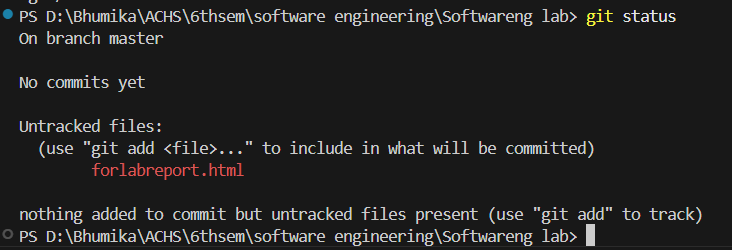 PS D:\Bhumika\ACHS\6thsem\software engineering\Softwareng lab> git status
On branch master
No commits yet
Untracked files:
(use "git add <file>..." to include in what will be committed)
forlabreport.html
nothing added to commit but untracked files present (use "git add" to track)
PS D:\Bhumika\ACHS\6thsem\software engineering\Softwareng lab>